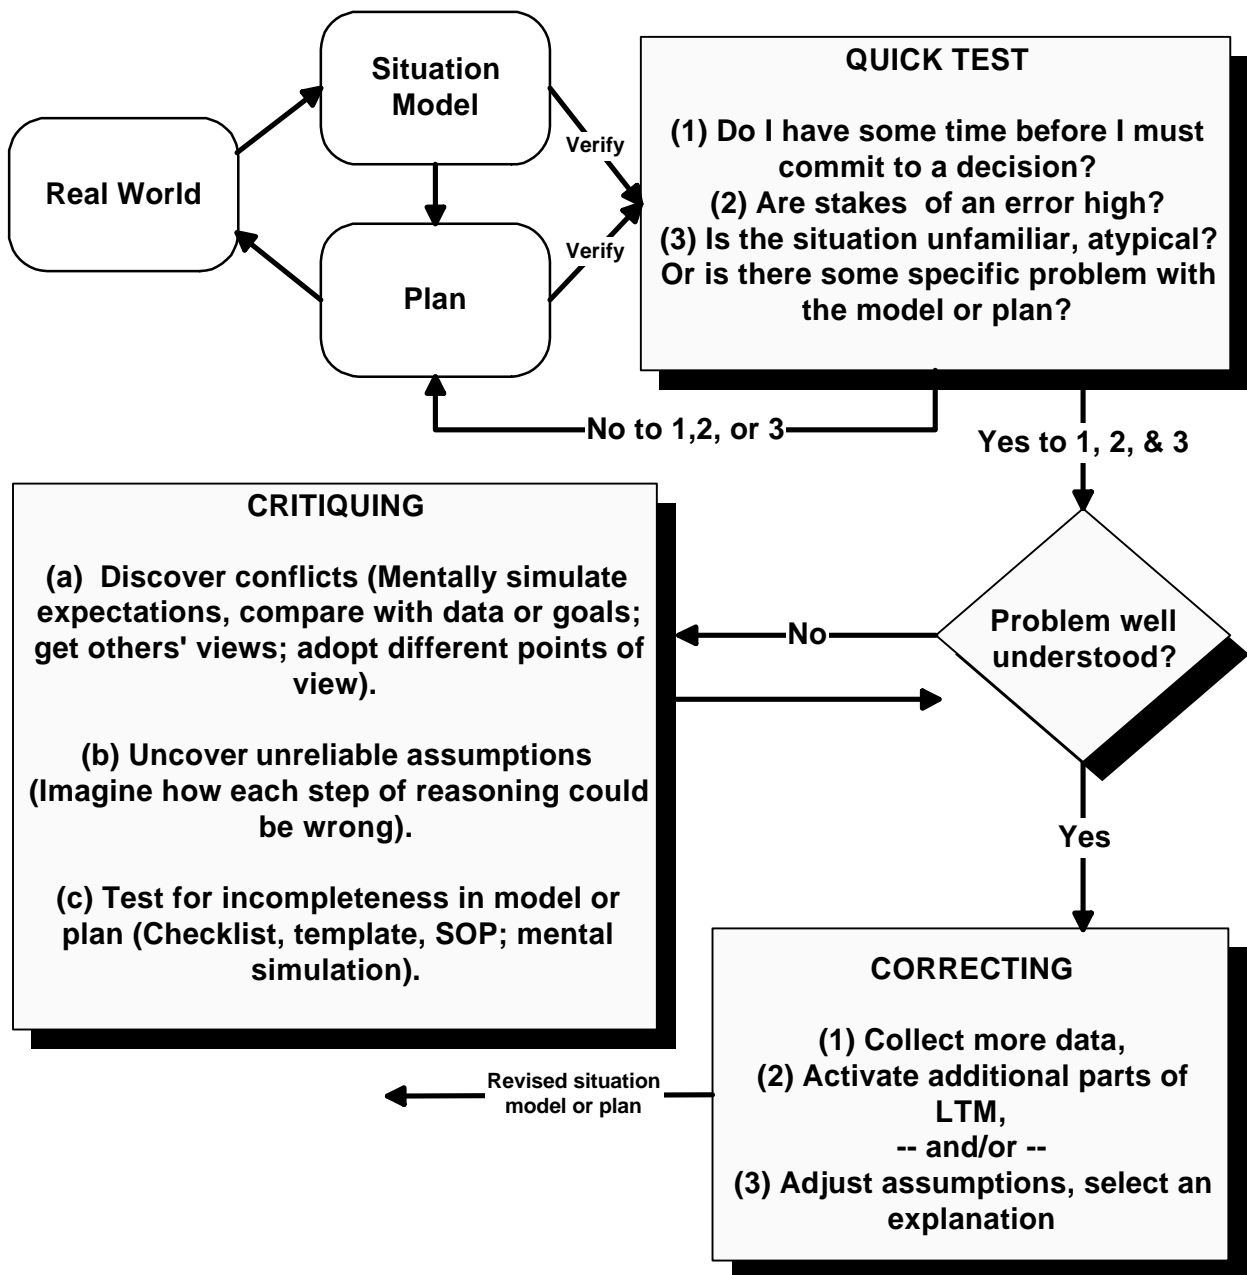 Situation
Model
Real World
Plan
Verify
Verify
QUICK TEST
(1) Do I have some time before I must
commit to a decision?
(2) Are stakes of an error high?
(3) Is the situation unfamiliar, atypical?
Or is there some specific problem with
the model or plan?
No to 1,2, or 3
Yes to 1, 2, & 3
Problem well
understood?
No
Yes
CRITIQUING
(a) Discover conflicts (Mentally simulate
expectations, compare with data or goals;
get others' views; adopt different points of
view).
(b) Uncover unreliable assumptions
(Imagine how each step of reasoning could
be wrong).
(c) Test for incompleteness in model or
plan (Checklist, template, SOP; mental
simulation).
CORRECTING
(1) Collect more data,
(2) Activate additional parts of
LTM,
-- and/or --
(3) Adjust assumptions, select an
explanation
Revised situation
model or plan